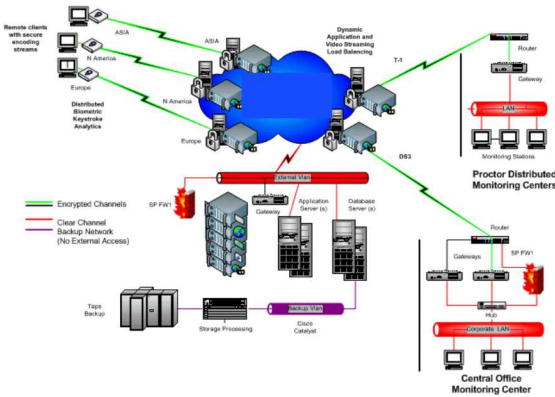 Remote clients
with secure
encoding
streams
ASIA
N America
Europe
Distributed
Biometric
Keystroke
Analytics
ASIA
N America
Europe
Dynamic
Application and
Video Streaming
Load Balancing
T-1
DS3
Router
Gateway
LAN
Monitoring Stations
Proctor Distributed
Monitoring Centers
Encrypted Channels
Clear Channel
Backup Network
(No External Access)
SP FW1
External Vlan
Gateway
Application
Server (s)
Database
Server (s)
Tape
Backup
Storage Processing
Backup Vlan
Cisco
Catalyst
Router
Gateways
SP FW1
Hub
Corporate LAN
Central Office
Monitoring Center